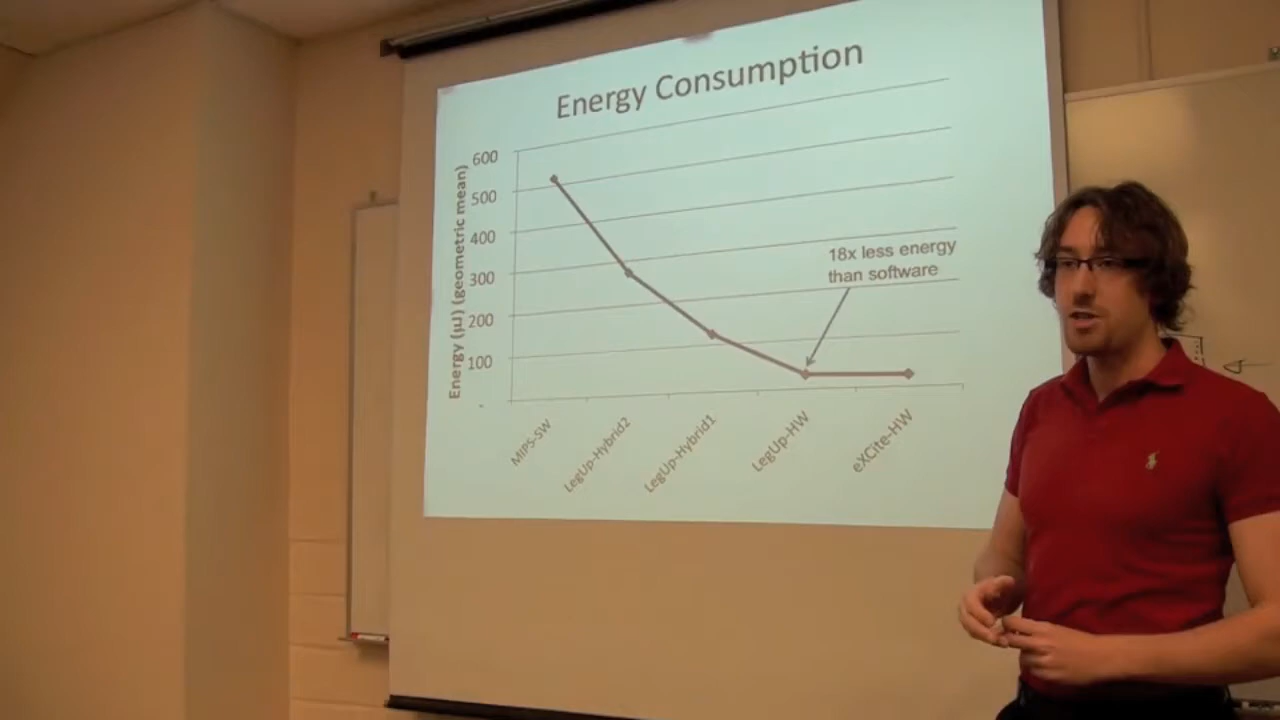 Energy Consumption
Energy (µJ) (geometric mean)
600
500
400
300
200
100
-
18x less energy
than software
MIPS-SW
LegUp-Hybrid2
LegUp-Hybrid1
LegUp-HW
eXCite-HW